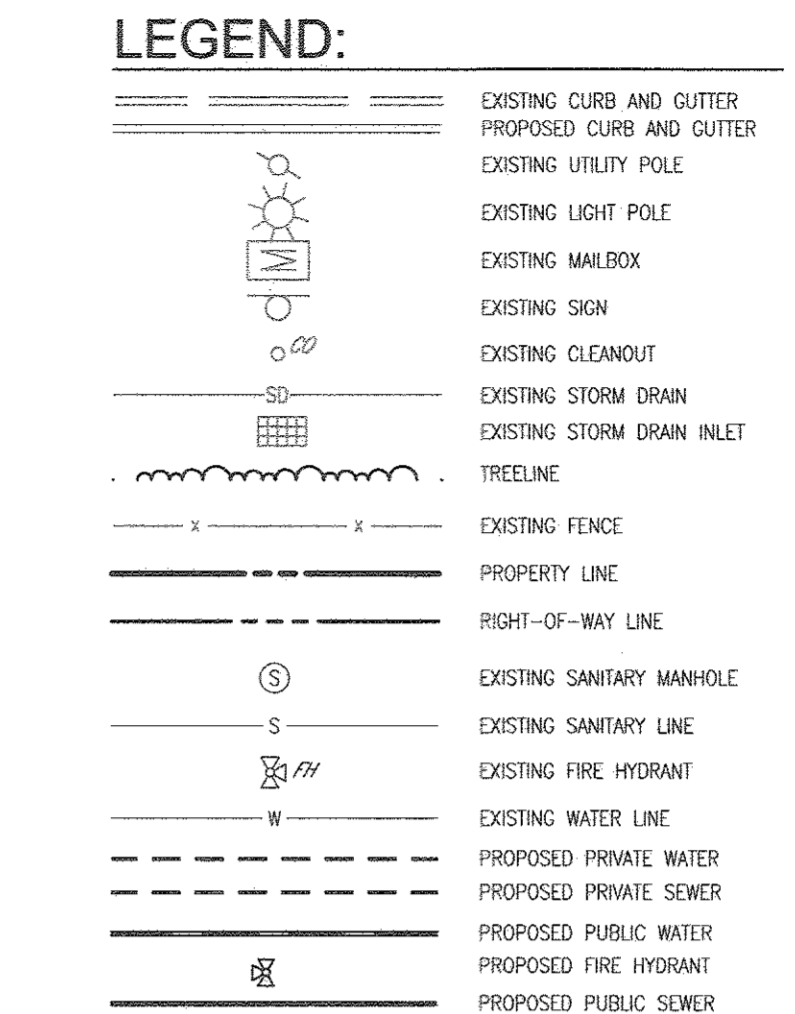 LEGEND:
EXISTING CURB AND GUTTER
PROPOSED CURB AND GUTTER
EXISTING UTILITY POLE
EXISTING LIGHT POLE
M EXISTING MAILBOX
EXISTING SIGN
CO EXISTING CLEANOUT
SD EXISTING STORM DRAIN
EXISTING STORM DRAIN INLET
TREELINE
X X EXISTING FENCE
PROPERTY LINE
RIGHT-OF-WAY LINE
S EXISTING SANITARY MANHOLE
S EXISTING SANITARY LINE
FH EXISTING FIRE HYDRANT
W EXISTING WATER LINE
PROPOSED PRIVATE WATER
PROPOSED PRIVATE SEWER
PROPOSED PUBLIC WATER
PROPOSED FIRE HYDRANT
PROPOSED PUBLIC SEWER